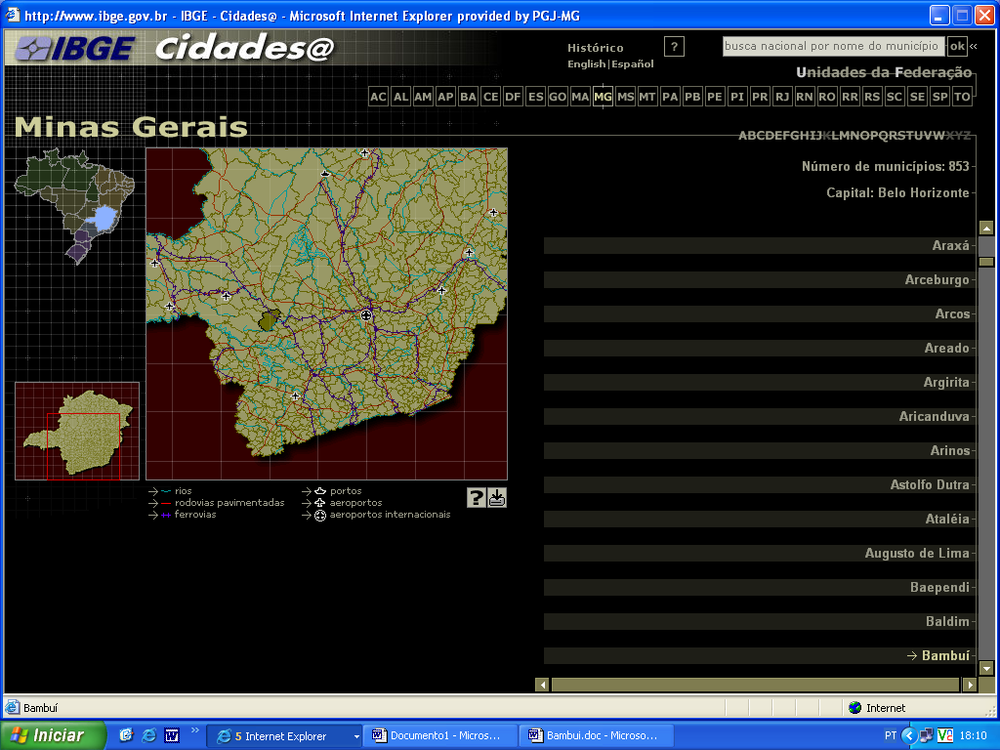 http://www.ibge.gov.br - IBGE - Cidades@ - Microsoft Internet Explorer provided by PGJ-MG
IBGE cidades@
Histórico ?
English|Español
busca nacional por nome do município ok «
Unidades da Federação
AC AL AM AP BA CE DF ES GO MA MG MS MT PA PB PE PI PR RJ RN RO RR RS SC SE SP TO
Minas Gerais
ABCDEFGHIJKLMNOPQRSTUVWXYZ
Número de municípios: 853
Capital: Belo Horizonte
Araxá
Arceburgo
Arcos
Areado
Argirita
Aricanduva
Arinos
Astolfo Dutra
Ataléia
Augusto de Lima
Baependi
Baldim
→ Bambuí
rios
rodovias pavimentadas
ferrovias
portos
aeroportos
aeroportos internacionais
?
Bambuí
Internet
Iniciar
»
5 Internet Explorer
Documento1 - Micros...
Bambui.doc - Microso...
PT
18:10